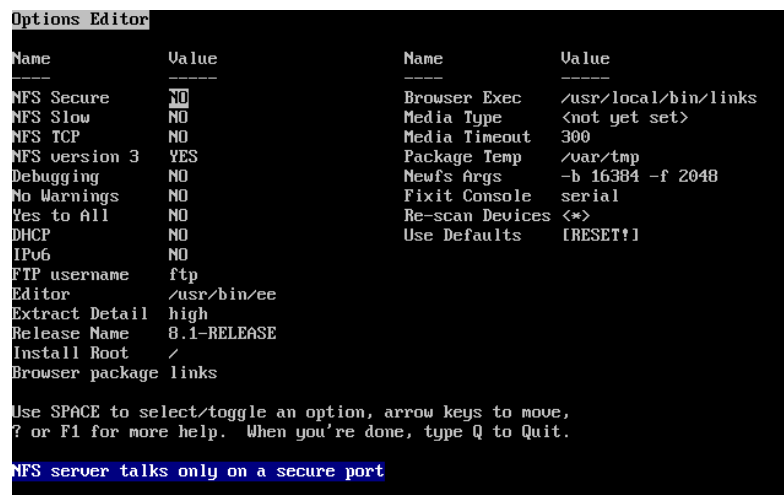 Options Editor
Name Value Name Value
---- ----- ---- -----
NFS Secure NO Browser Exec /usr/local/bin/links
NFS Slow NO Media Type <not yet set>
NFS TCP NO Media Timeout 300
NFS version 3 YES Package Temp /var/tmp
Debugging NO Newfs Args -b 16384 -f 2048
No Warnings NO Fixit Console serial
Yes to All NO Re-scan Devices <*>
DHCP NO Use Defaults [RESET!]
IPv6 NO
FTP username ftp
Editor /usr/bin/ee
Extract Detail high
Release Name 8.1-RELEASE
Install Root /
Browser package links
Use SPACE to select/toggle an option, arrow keys to move,
? or F1 for more help. When you're done, type Q to Quit.
NFS server talks only on a secure port